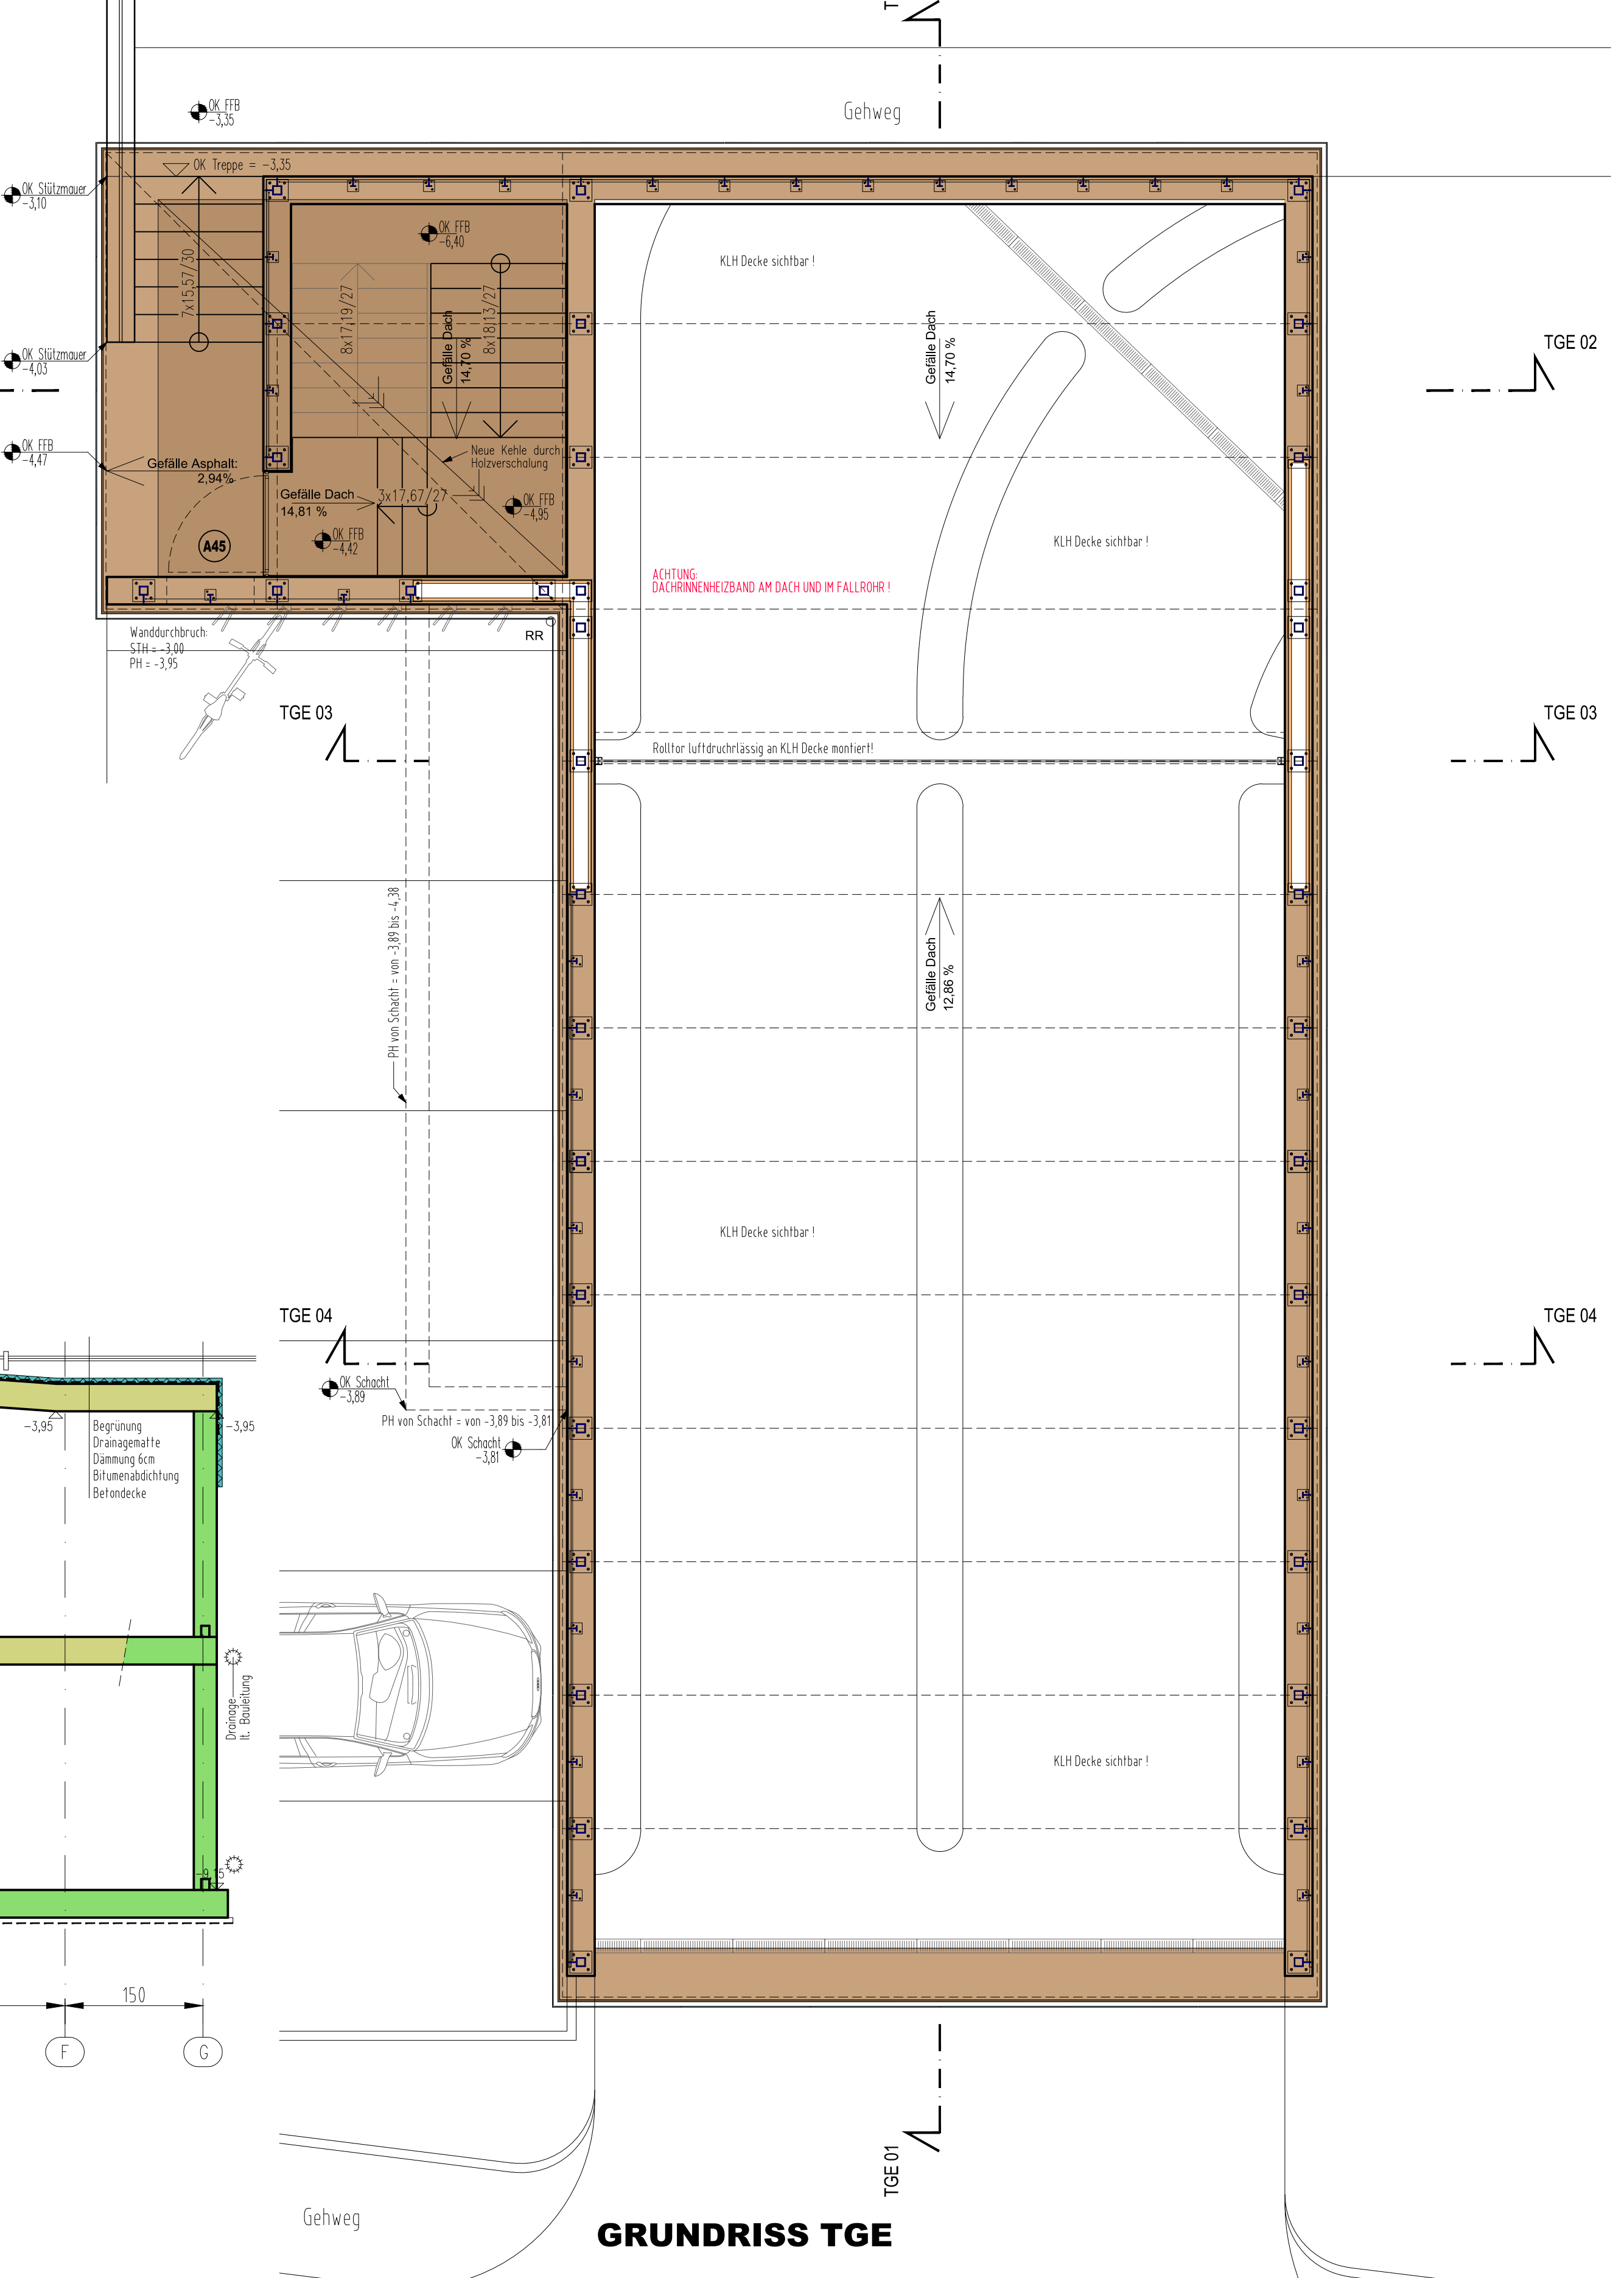 T
Gehweg
OK FFB
-3,35
OK Treppe = -3,35
OK Stützmauer
-3,10
OK FFB
-6,40
7x15,57/30
8x17,19/27
8x18,13/27
Gefälle Dach
14,70 %
KLH Decke sichtbar !
Gefälle Dach
14,70 %
TGE 02
OK Stützmauer
-4,03
OK FFB
-4,47
Gefälle Asphalt:
2,94%
Neue Kehle durch
Holzverschalung
Gefälle Dach
14,81 %
3x17,67/27
OK FFB
-4,95
OK FFB
-4,42
A45
KLH Decke sichtbar !
ACHTUNG:
DACHRINNENHEIZBAND AM DACH UND IM FALLROHR !
RR
Wanddurchbruch:
STH = -3,00
PH = -3,95
TGE 03
TGE 03
Rolltor luftdruchrlässig an KLH Decke montiert!
PH von Schacht = von -3,89 bis -4,38
Gefälle Dach
12,86 %
KLH Decke sichtbar !
TGE 04
TGE 04
OK Schacht
-3,89
PH von Schacht = von -3,89 bis -3,81
OK Schacht
-3,81
-3,95
-3,95
Begrünung
Drainagematte
Dämmung 6cm
Bitumenabdichtung
Betondecke
Drainage
lt. Bauleitung
KLH Decke sichtbar !
-9,15
150
F
G
TGE 01
Gehweg
GRUNDRISS TGE